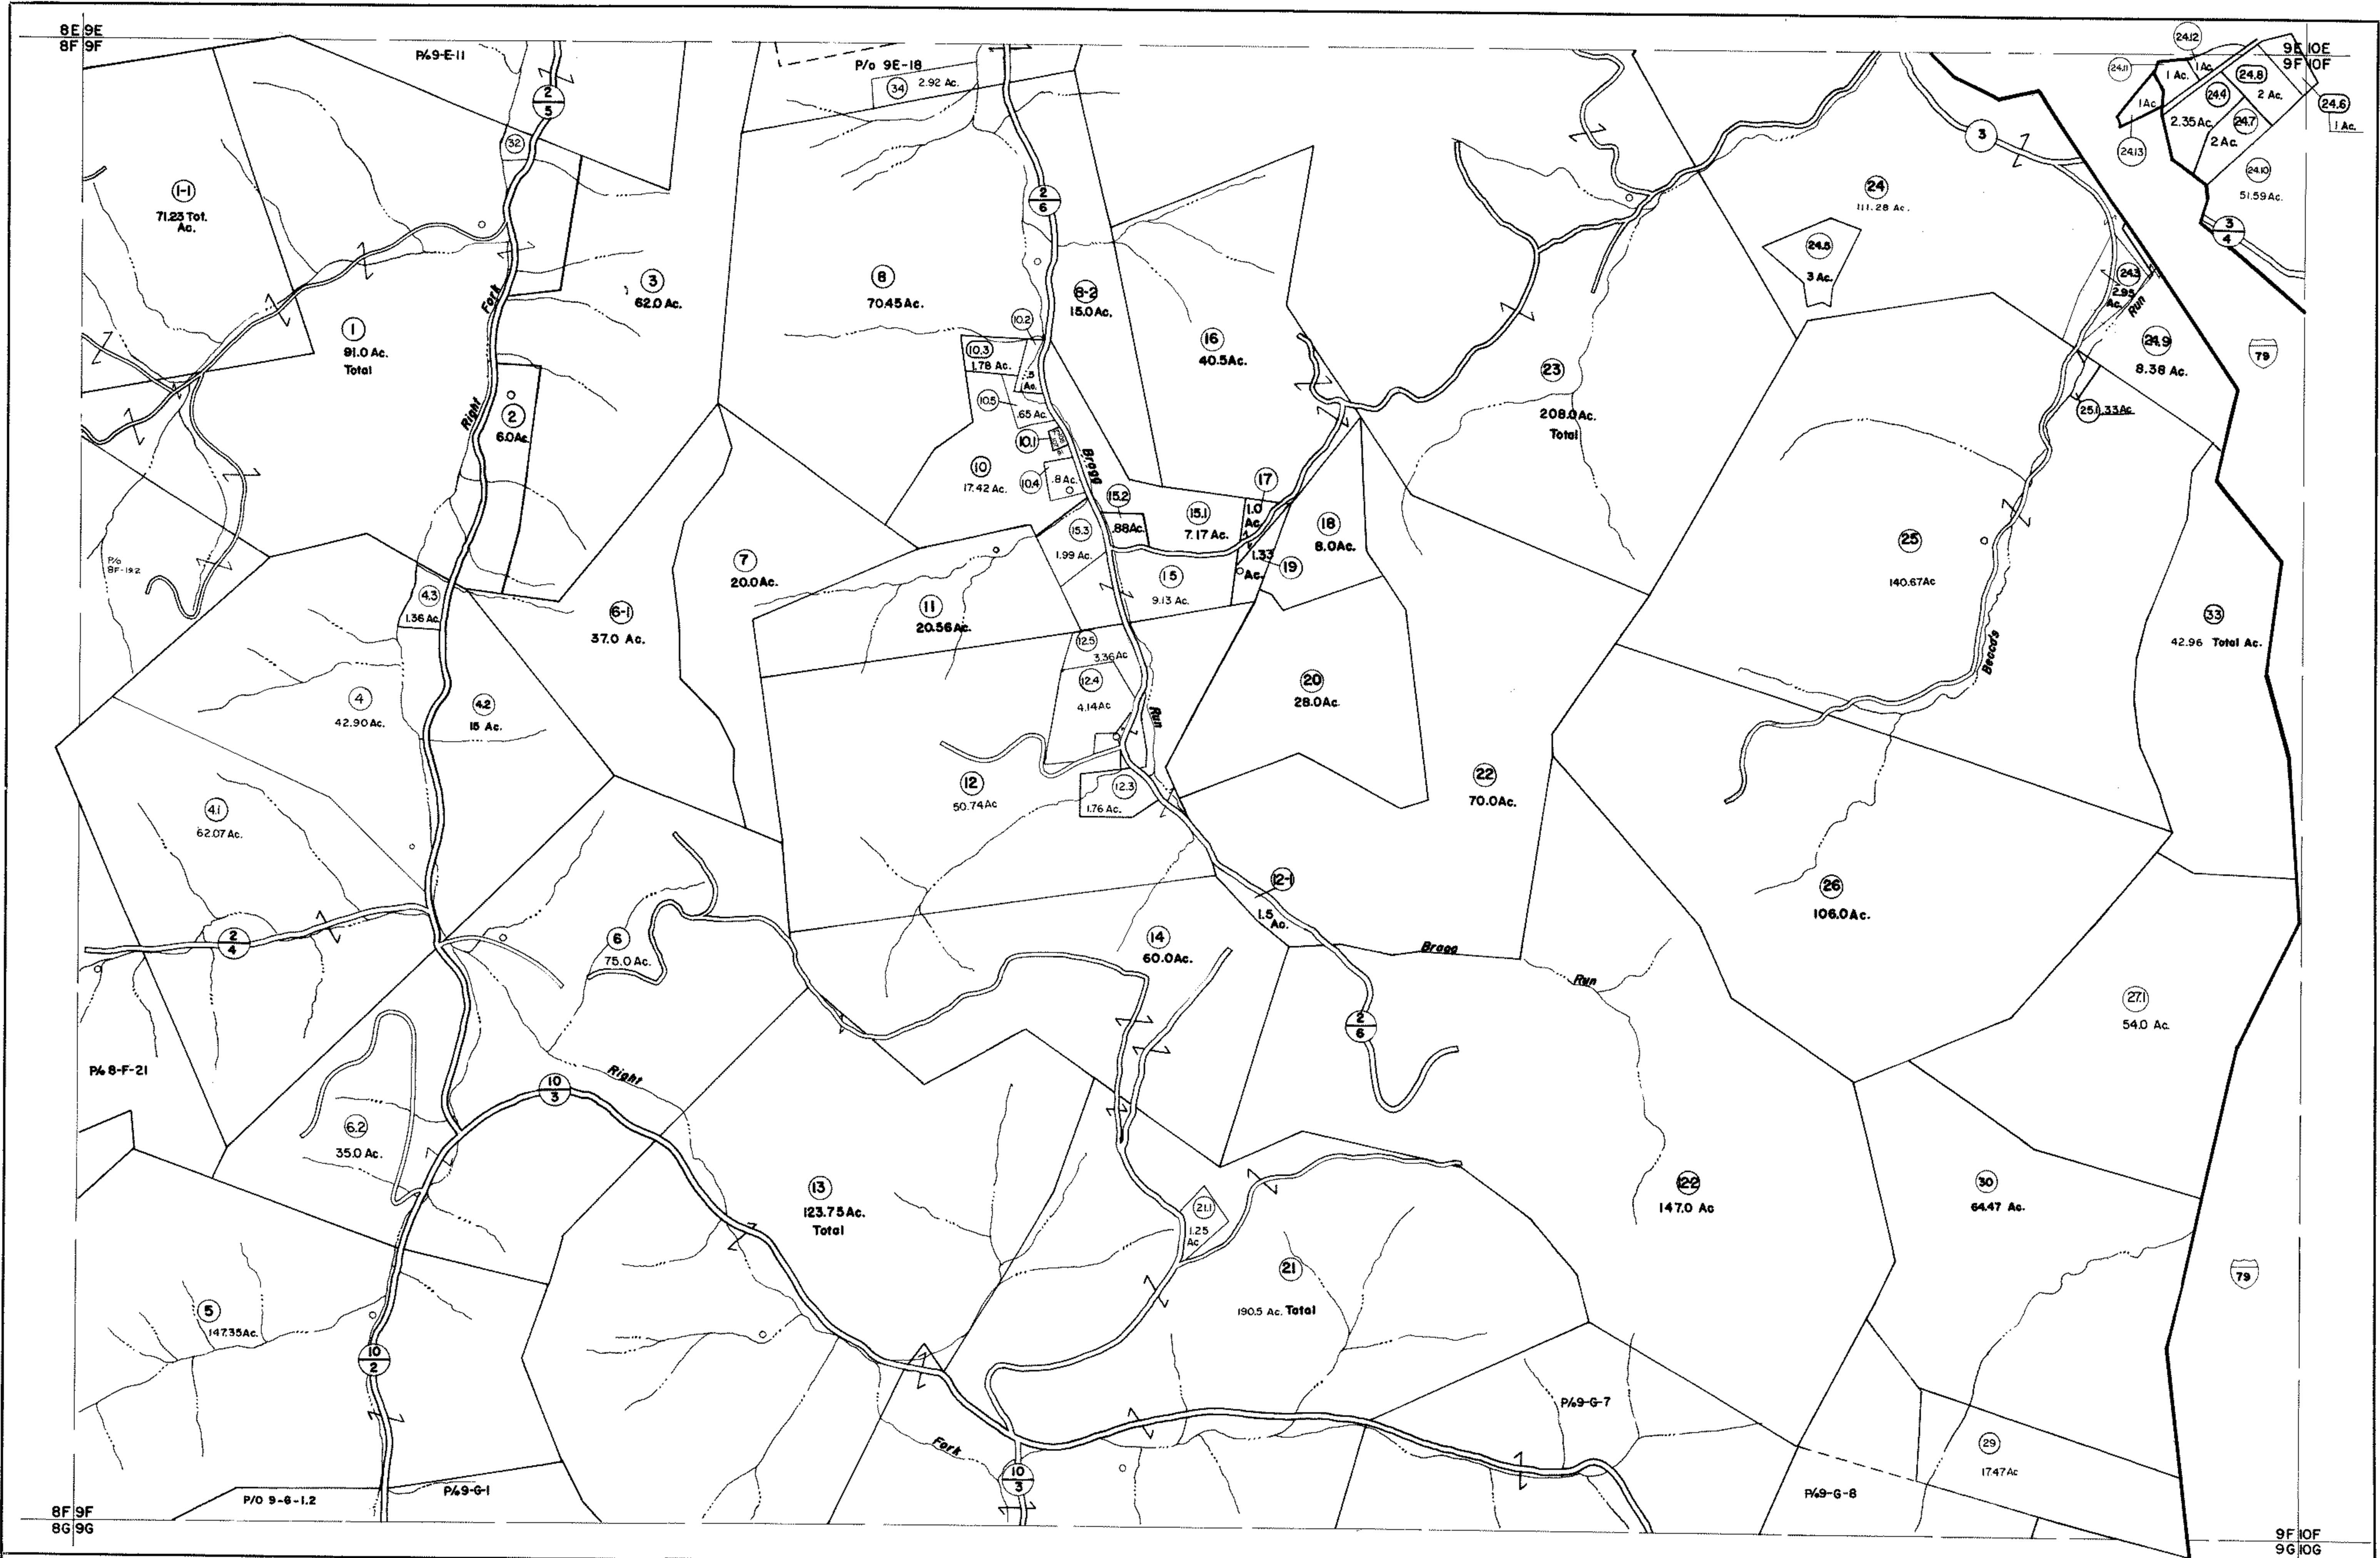 8E 9E
8F 9F
P/o 9-E-11
2
5
32
1-1
71.23 Tot.
Ac.
1
91.0 Ac.
Total
Right
Fork
3
62.0 Ac.
2
6.0 Ac.
P/o
8F-19.2
4.3
1.36 Ac.
4
42.90 Ac.
4.2
15 Ac.
4.1
62.07 Ac.
2
4
P/o 8-F-21
6-1
37.0 Ac.
7
20.0 Ac.
6
75.0 Ac.
6.2
35.0 Ac.
10
3
Right
5
147.35 Ac.
10
2
P/O 9-G-1.2
P/o 9-G-1
8F 9F
8G 9G
P/o 9E-18
34
2.92 Ac.
2
6
8
70.45 Ac.
8-2
15.0 Ac.
10.2
.5
Ac.
10.3
1.78 Ac.
10.5
.65 Ac.
10.1
10
17.42 Ac.
10.4
.8 Ac.
Bragg
15.2
.88 Ac.
15.3
1.99 Ac.
15.1
7.17 Ac.
15
9.13 Ac.
16
40.5 Ac.
17
1.0
Ac.
18
8.0 Ac.
1.33
Ac.
19
11
20.56 Ac.
12.5
3.36 Ac
12.4
4.14 Ac
Run
12
50.74 Ac
12.3
1.76 Ac.
20
28.0 Ac.
22
70.0 Ac.
12-1
1.5
Ac.
14
60.0 Ac.
Bragg
Run
2
6
13
123.75 Ac.
Total
21.1
1.25
Ac
21
190.5 Ac. Total
Fork
10
3
23
208.0 Ac.
Total
3
24
111.28 Ac.
24.5
3 Ac.
24.12
24.11
1 Ac.
1 Ac.
24.8
2 Ac.
1 Ac
24.4
2.35 Ac.
24.7
2 Ac.
24.6
1 Ac.
24.13
24.10
51.59 Ac.
3
4
9E 10E
9F 10F
24.3
2.95
Ac.
Run
24.9
8.38 Ac.
79
25.1
.33 Ac
25
140.67 Ac
Becca's
33
42.96 Total Ac.
26
106.0 Ac.
27.1
54.0 Ac.
12-2
147.0 Ac
30
64.47 Ac.
79
P/o 9-G-7
29
17.47 Ac
P/o 9-G-8
9F 10F
9G 10G